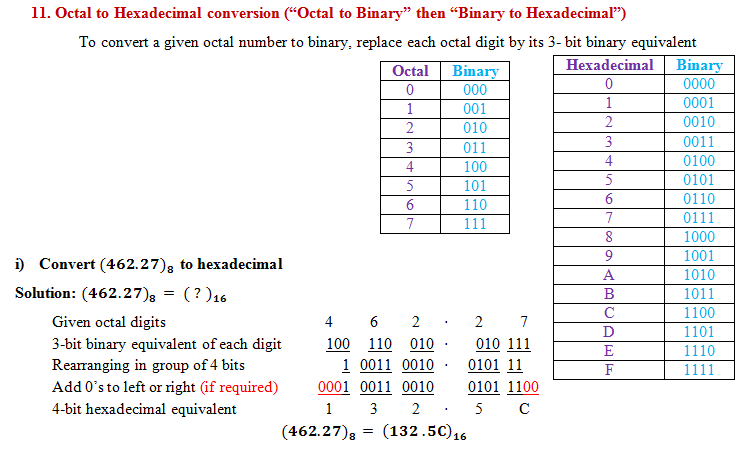 11. Octal to Hexadecimal conversion (“Octal to Binary” then “Binary to Hexadecimal”)
To convert a given octal number to binary, replace each octal digit by its 3- bit binary equivalent
Octal Binary
0 000
1 001
2 010
3 011
4 100
5 101
6 110
7 111
Hexadecimal Binary
0 0000
1 0001
2 0010
3 0011
4 0100
5 0101
6 0110
7 0111
8 1000
9 1001
A 1010
B 1011
C 1100
D 1101
E 1110
F 1111
i) Convert (462.27)₈ to hexadecimal
Solution: (462.27)₈ = ( ? )₁₆
Given octal digits 4 6 2 . 2 7
3-bit binary equivalent of each digit 100 110 010 . 010 111
Rearranging in group of 4 bits 1 0011 0010 . 0101 11
Add 0’s to left or right (if required) 0001 0011 0010 0101 1100
4-bit hexadecimal equivalent 1 3 2 . 5 C
(462.27)₈ = (132.5C)₁₆